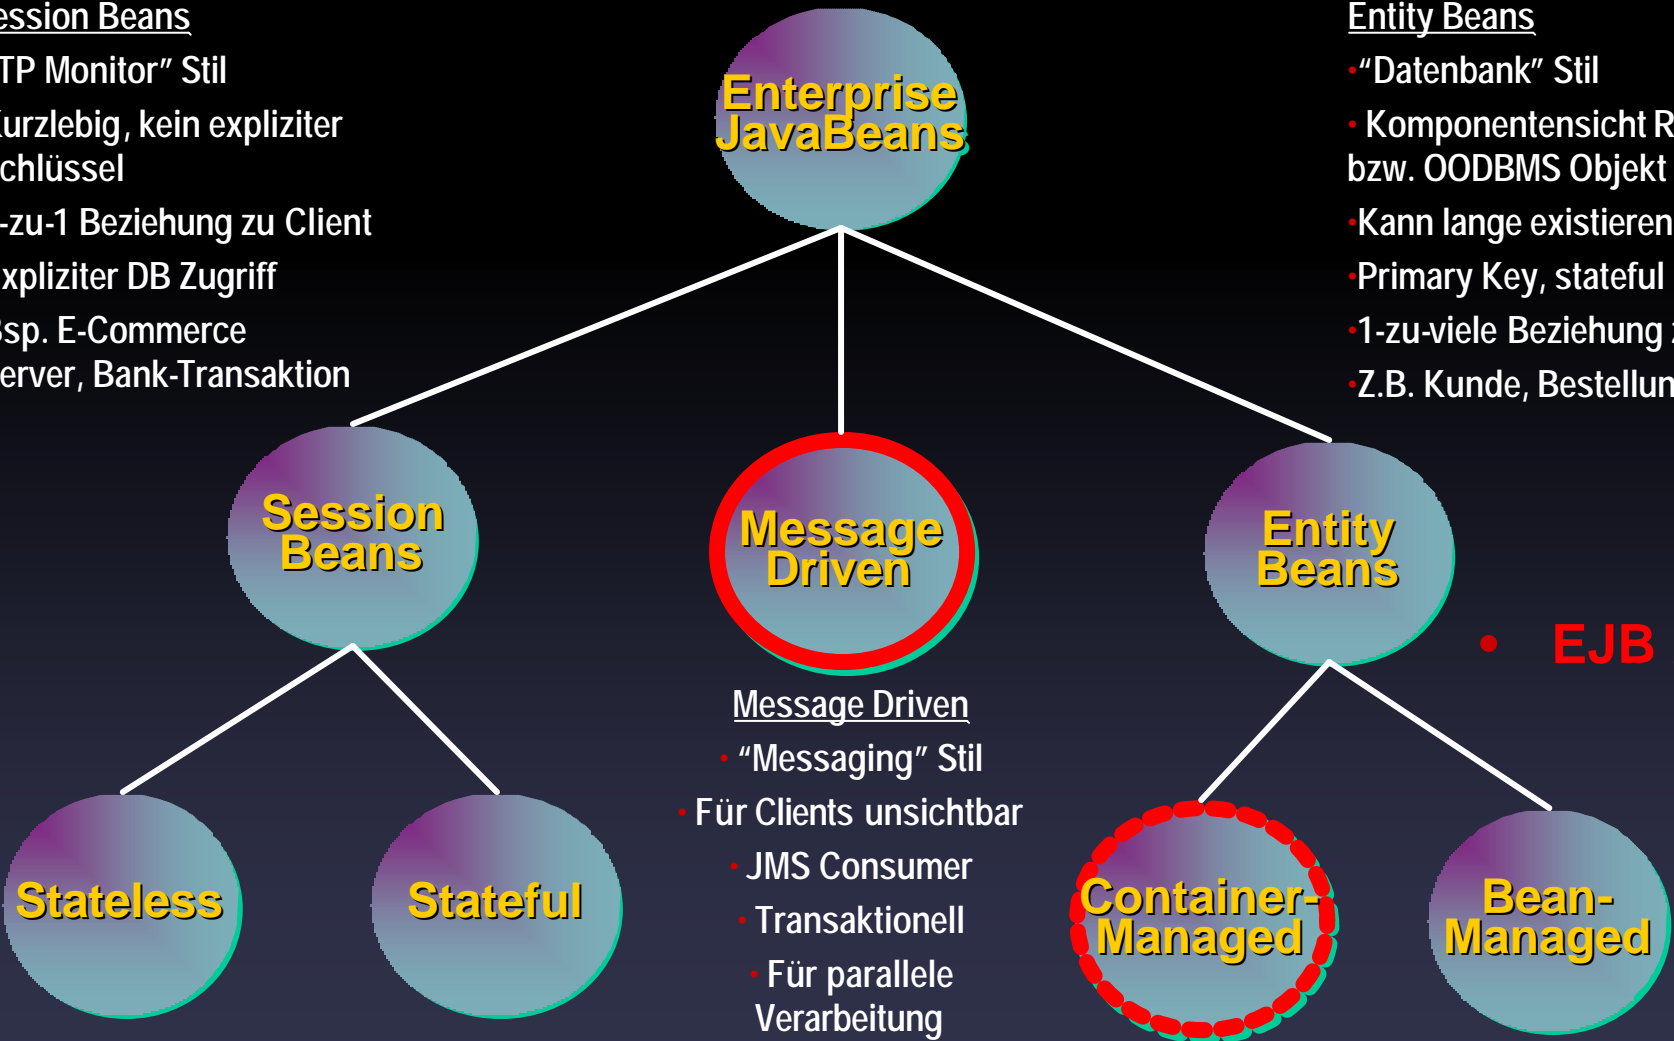 ession Beans
TP Monitor” Stil
urzlebig, kein expliziter
chlüssel
-zu-1 Beziehung zu Client
xpliziter DB Zugriff
sp. E-Commerce
erver, Bank-Transaktion
Enterprise
JavaBeans
Entity Beans
•“Datenbank” Stil
• Komponentensicht R
bzw. OODBMS Objekt
•Kann lange existieren
•Primary Key, stateful
•1-zu-viele Beziehung
•Z.B. Kunde, Bestellun
Session
Beans
Message
Driven
Entity
Beans
• EJB
Message Driven
• “Messaging” Stil
• Für Clients unsichtbar
• JMS Consumer
• Transaktionell
• Für parallele
Verarbeitung
Stateless
Stateful
Container-
Managed
Bean-
Managed